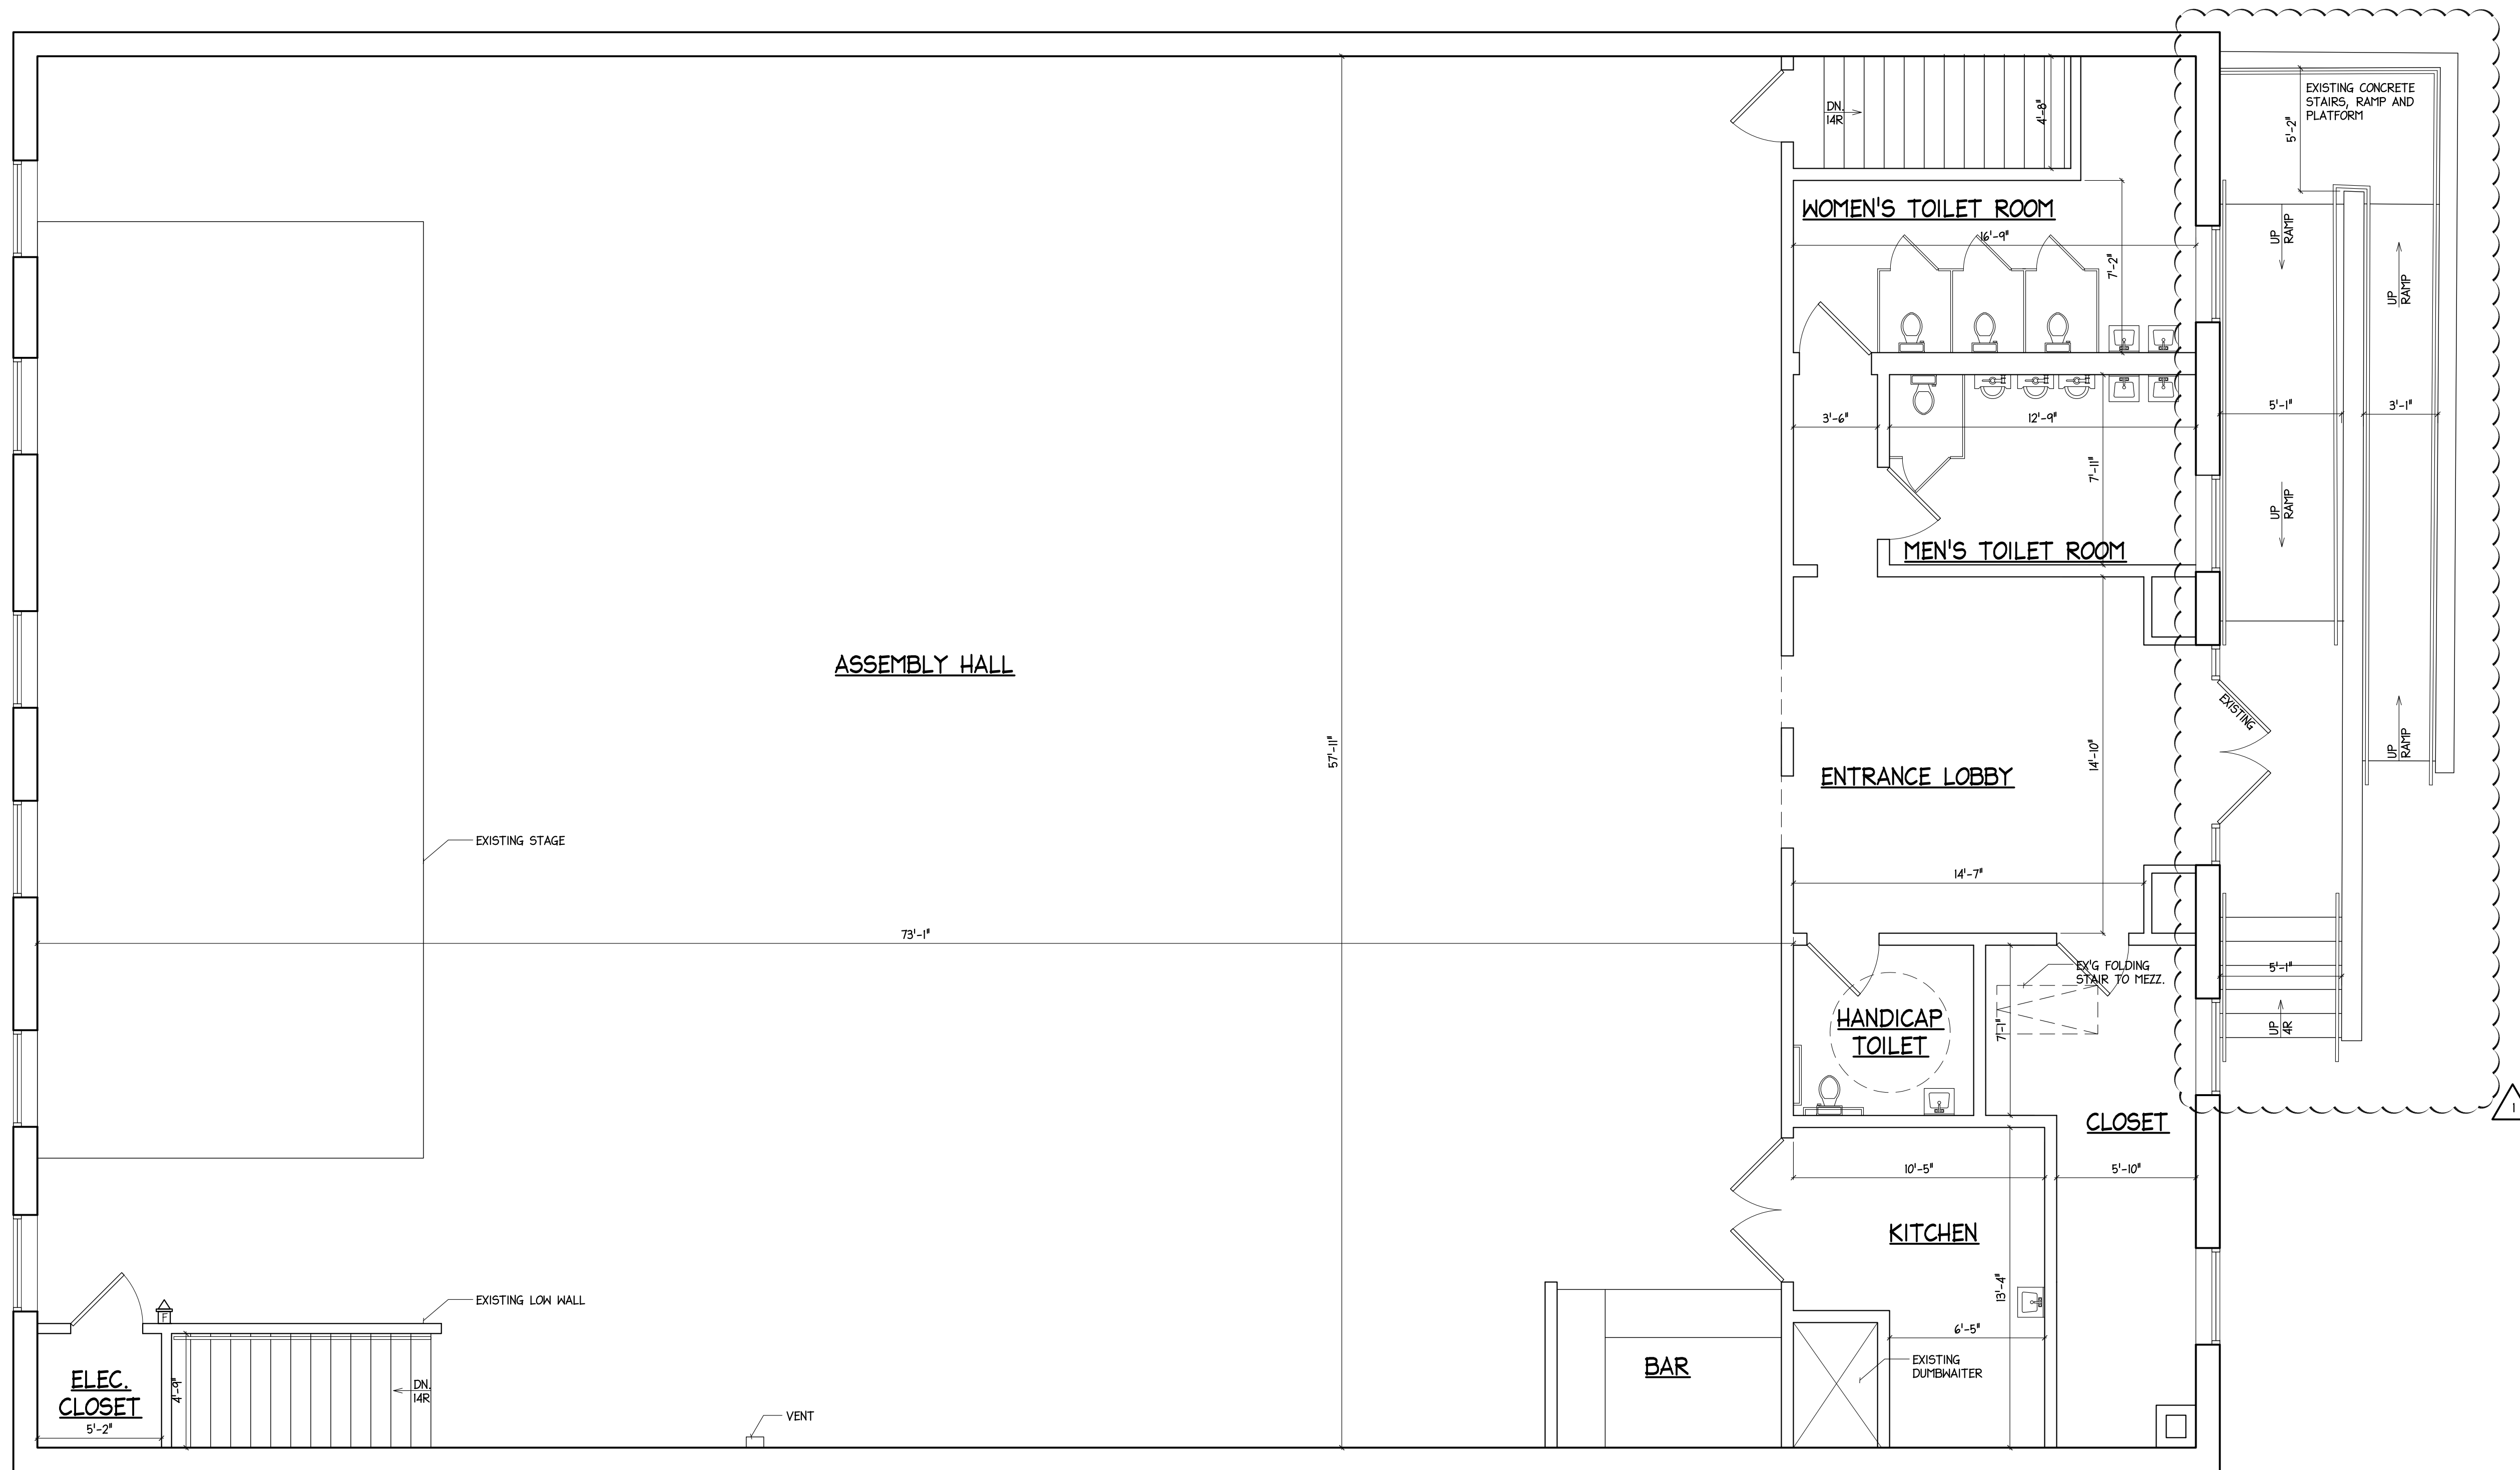 EXISTING CONCRETE
STAIRS, RAMP AND
PLATFORM
DN.
14R
4'-8"
5'-2"
WOMEN'S TOILET ROOM
16'-9"
7'-2"
UP
RAMP
UP
RAMP
3'-6"
12'-9"
5'-1"
3'-1"
7'-11"
UP
RAMP
MEN'S TOILET ROOM
ASSEMBLY HALL
EXISTING
57'-11"
14'-10"
UP
RAMP
ENTRANCE LOBBY
EXISTING STAGE
14'-7"
73'-1"
EX'G FOLDING
STAIR TO MEZZ.
5'-1"
HANDICAP
TOILET
7'-1"
UP
4R
CLOSET
1
10'-5"
5'-10"
KITCHEN
13'-4"
EXISTING LOW WALL
F
6'-5"
BAR
EXISTING
DUMBWAITER
ELEC.
CLOSET
5'-2"
4'-9"
DN.
14R
VENT